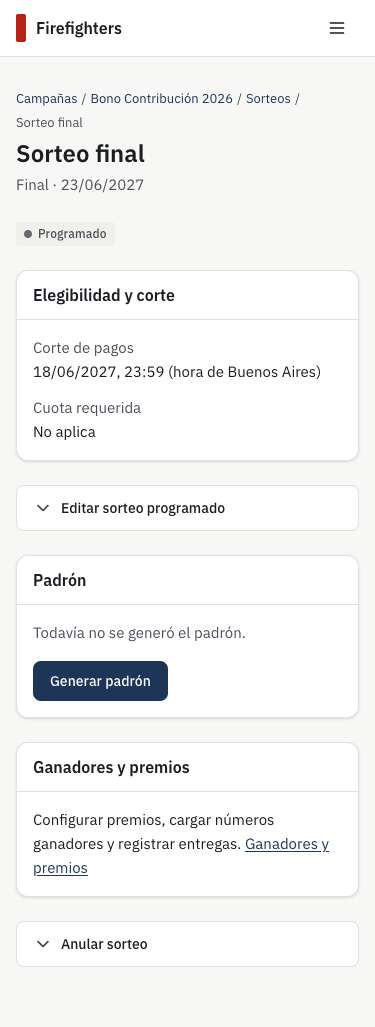 Firefighters
Campañas / Bono Contribución 2026 / Sorteos /
Sorteo final
Sorteo final
Final · 23/06/2027
Programado
Elegibilidad y corte
Corte de pagos
18/06/2027, 23:59 (hora de Buenos Aires)
Cuota requerida
No aplica
Editar sorteo programado
Padrón
Todavía no se generó el padrón.
Generar padrón
Ganadores y premios
Configurar premios, cargar números
ganadores y registrar entregas. Ganadores y
premios
Anular sorteo